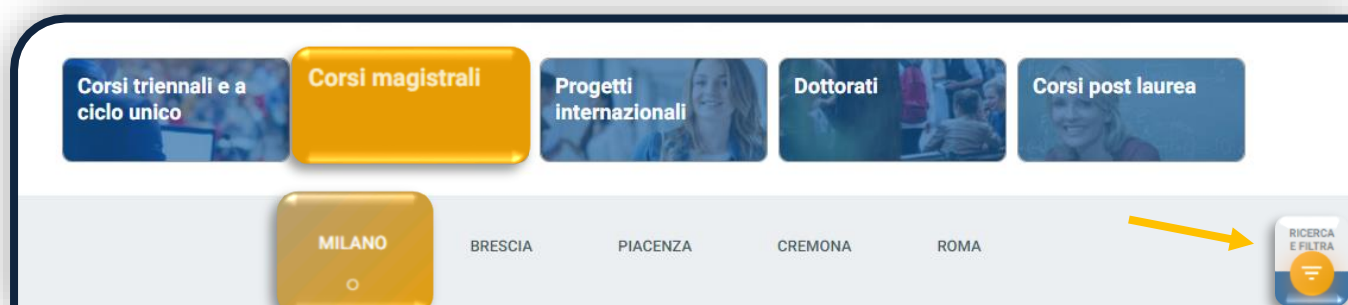 Corsi triennali e a
ciclo unico
Corsi magistrali
Progetti
internazionali
Dottorati
Corsi post laurea
MILANO
BRESCIA
PIACENZA
CREMONA
ROMA
RICERCA
E FILTRA